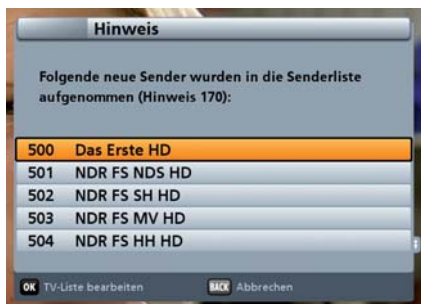 Hinweis
Folgende neue Sender wurden in die Senderliste
aufgenommen (Hinweis 170):
500 Das Erste HD
501 NDR FS NDS HD
502 NDR FS SH HD
503 NDR FS MV HD
504 NDR FS HH HD
OK TV-Liste bearbeiten BACK Abbrechen